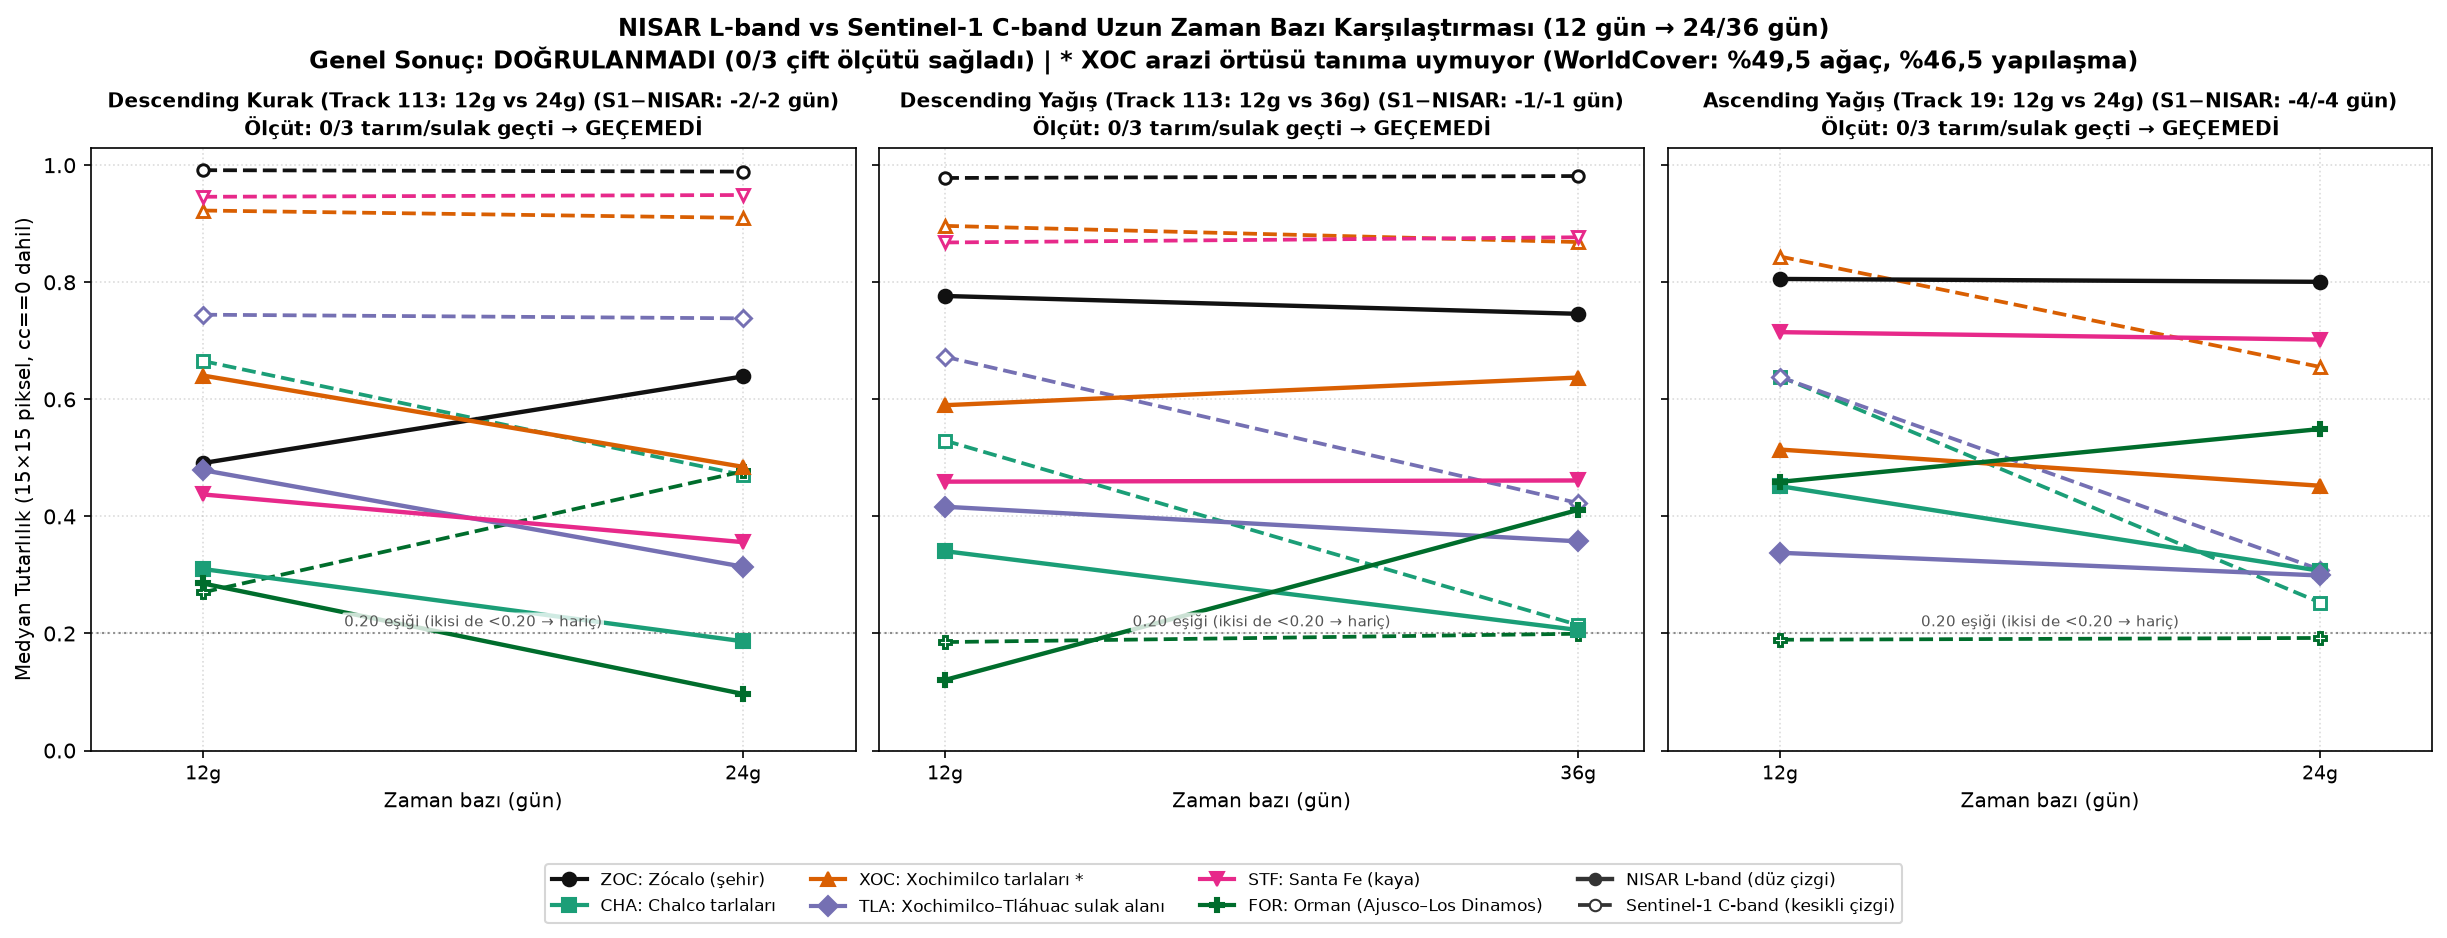 NISAR L-band vs Sentinel-1 C-band Uzun Zaman Bazı Karşılaştırması (12 gün → 24/36 gün)
Genel Sonuç: DOĞRULANMADI (0/3 çift ölçütü sağladı) | * XOC arazi örtüsü tanıma uymuyor (WorldCover: %49,5 ağaç, %46,5 yapılaşma)
Descending Kurak (Track 113: 12g vs 24g) (S1−NISAR: -2/-2 gün)
Ölçüt: 0/3 tarım/sulak geçti → GEÇEMEDİ
Descending Yağış (Track 113: 12g vs 36g) (S1−NISAR: -1/-1 gün)
Ölçüt: 0/3 tarım/sulak geçti → GEÇEMEDİ
Ascending Yağış (Track 19: 12g vs 24g) (S1−NISAR: -4/-4 gün)
Ölçüt: 0/3 tarım/sulak geçti → GEÇEMEDİ
Medyan Tutarlılık (15×15 piksel, cc==0 dahil)
1.0
0.8
0.6
0.4
0.2
0.0
0.20 eşiği (ikisi de <0.20 → hariç)
0.20 eşiği (ikisi de <0.20 → hariç)
0.20 eşiği (ikisi de <0.20 → hariç)
12g
24g
12g
36g
12g
24g
Zaman bazı (gün)
Zaman bazı (gün)
Zaman bazı (gün)
ZOC: Zócalo (şehir)
CHA: Chalco tarlaları
XOC: Xochimilco tarlaları *
TLA: Xochimilco–Tláhuac sulak alanı
STF: Santa Fe (kaya)
FOR: Orman (Ajusco–Los Dinamos)
NISAR L-band (düz çizgi)
Sentinel-1 C-band (kesikli çizgi)